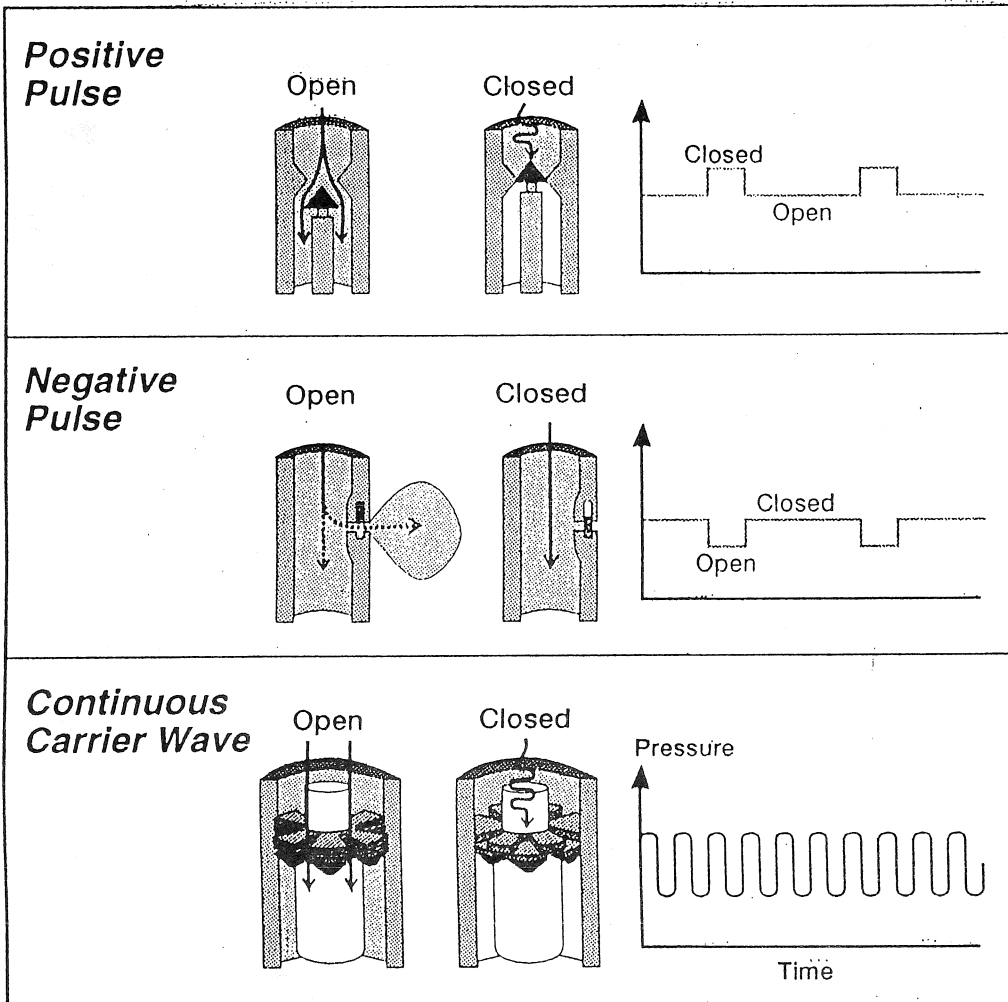 Positive
Pulse
Open
Closed
Closed
Open
Negative
Pulse
Open
Closed
Closed
Open
Continuous
Carrier Wave
Open
Closed
Pressure
Time